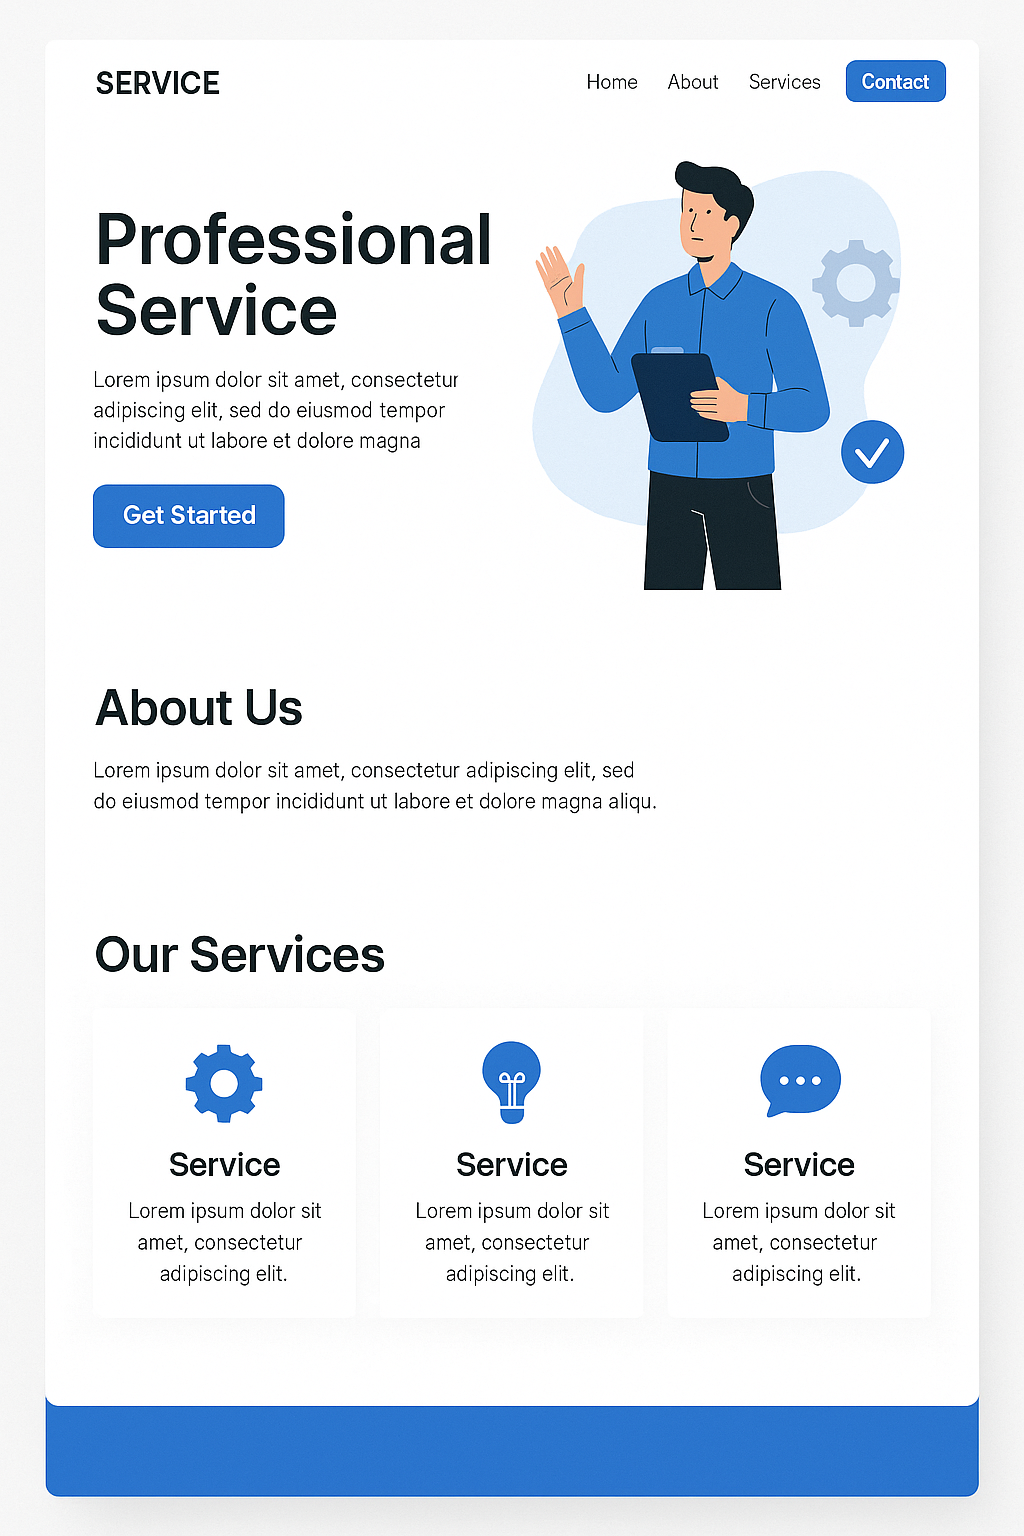 SERVICE
Home About Services Contact
Professional
Service
Lorem ipsum dolor sit amet, consectetur
adipiscing elit, sed do eiusmod tempor
incididunt ut labore et dolore magna
Get Started
About Us
Lorem ipsum dolor sit amet, consectetur adipiscing elit, sed
do eiusmod tempor incididunt ut labore et dolore magna aliqu.
Our Services
Service
Lorem ipsum dolor sit
amet, consectetur
adipiscing elit.
Service
Lorem ipsum dolor sit
amet, consectetur
adipiscing elit.
Service
Lorem ipsum dolor sit
amet, consectetur
adipiscing elit.